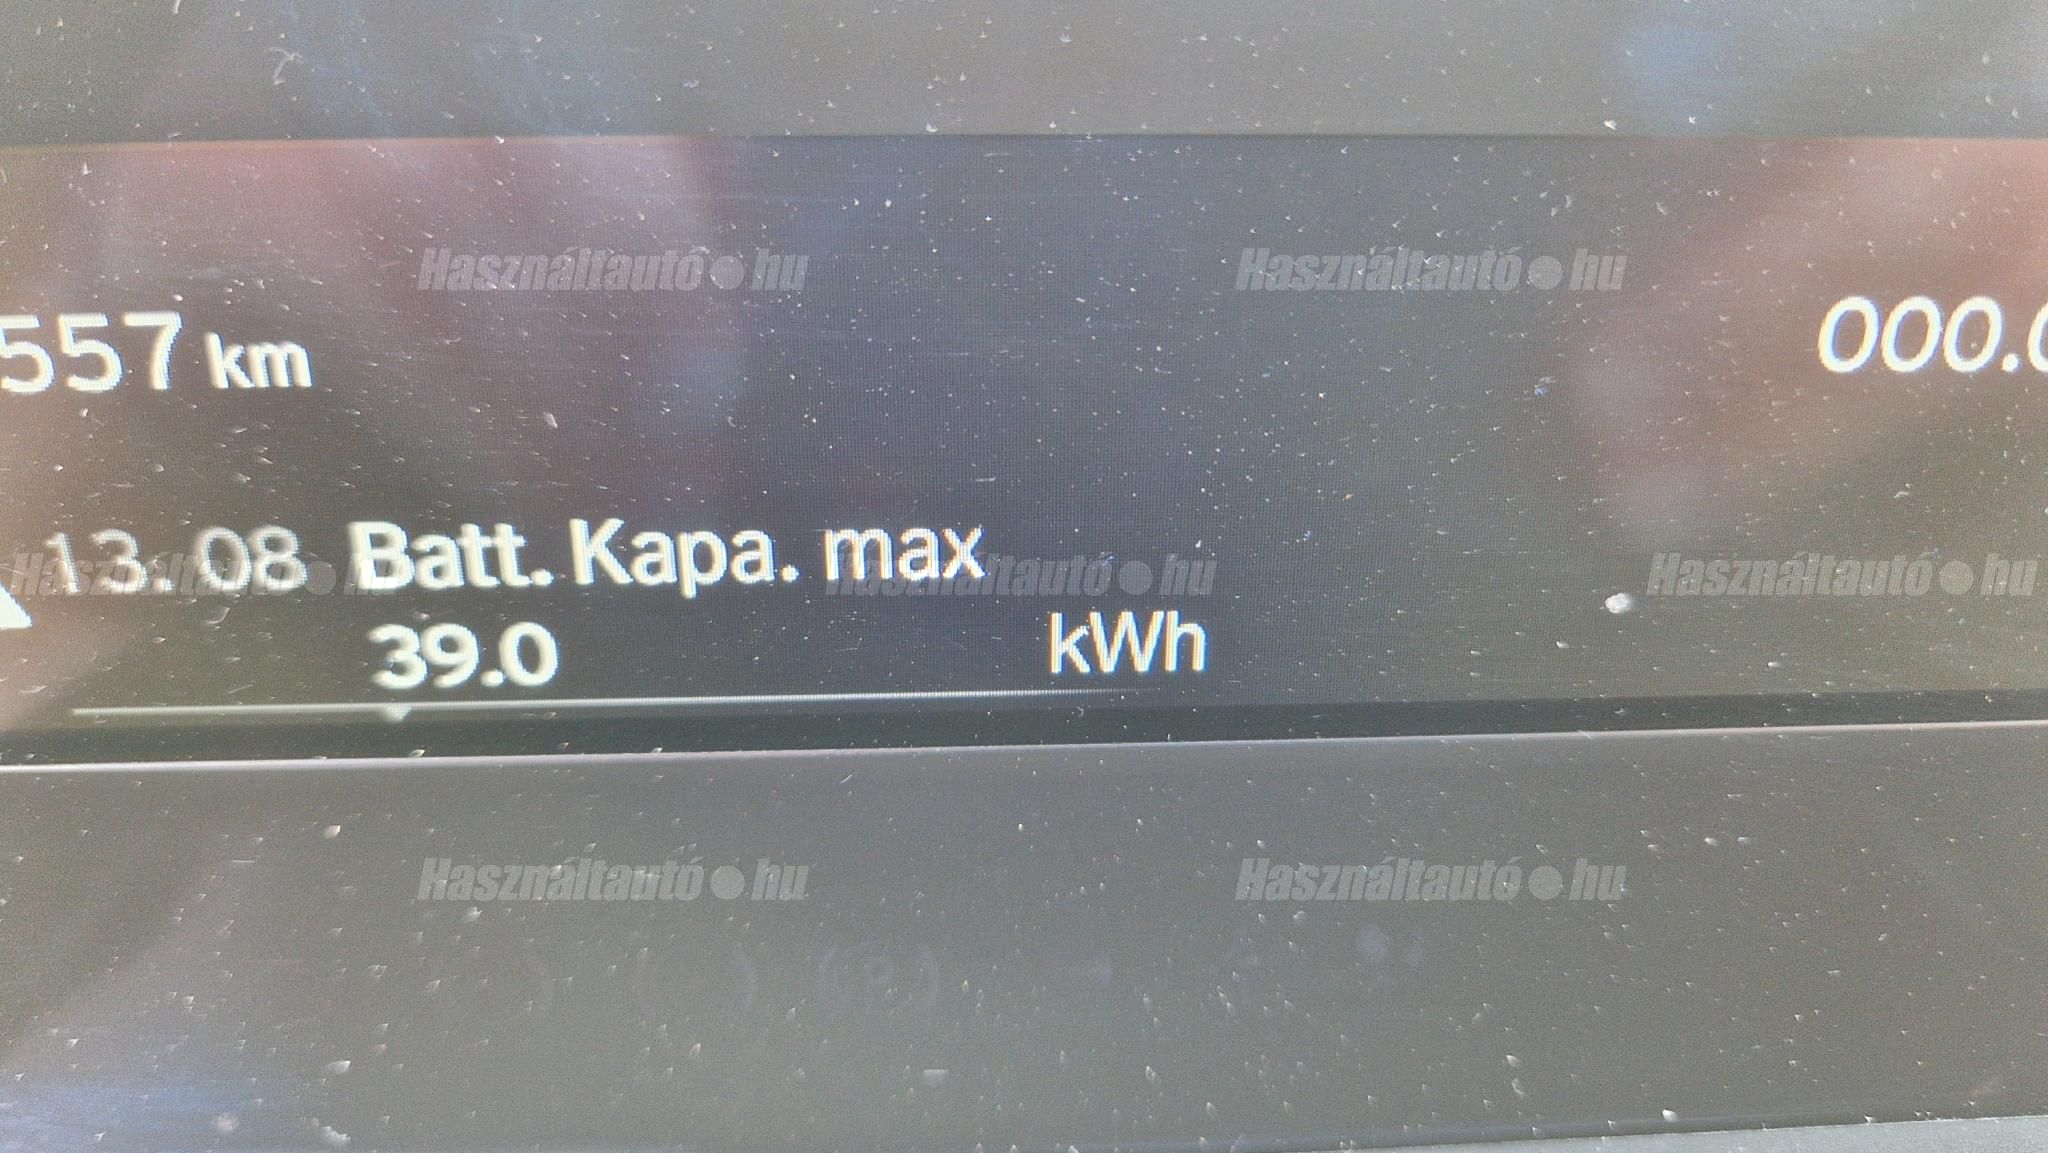 Használtautó.hu Használtautó.hu
557 km 000.0
13. 08 Batt. Kapa. max
Használtautó.hu Használtautó.hu Használtautó.hu
39.0 kWh
Használtautó.hu Használtautó.hu